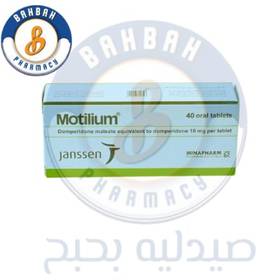 BAHBAH
PHARMACY
Motilium®
40 oral tablets
Domperidone maleate equivalent to domperidone 10 mg per tablet
janssen
MINAPHARM
PHARMACY
صيدليه بحبح